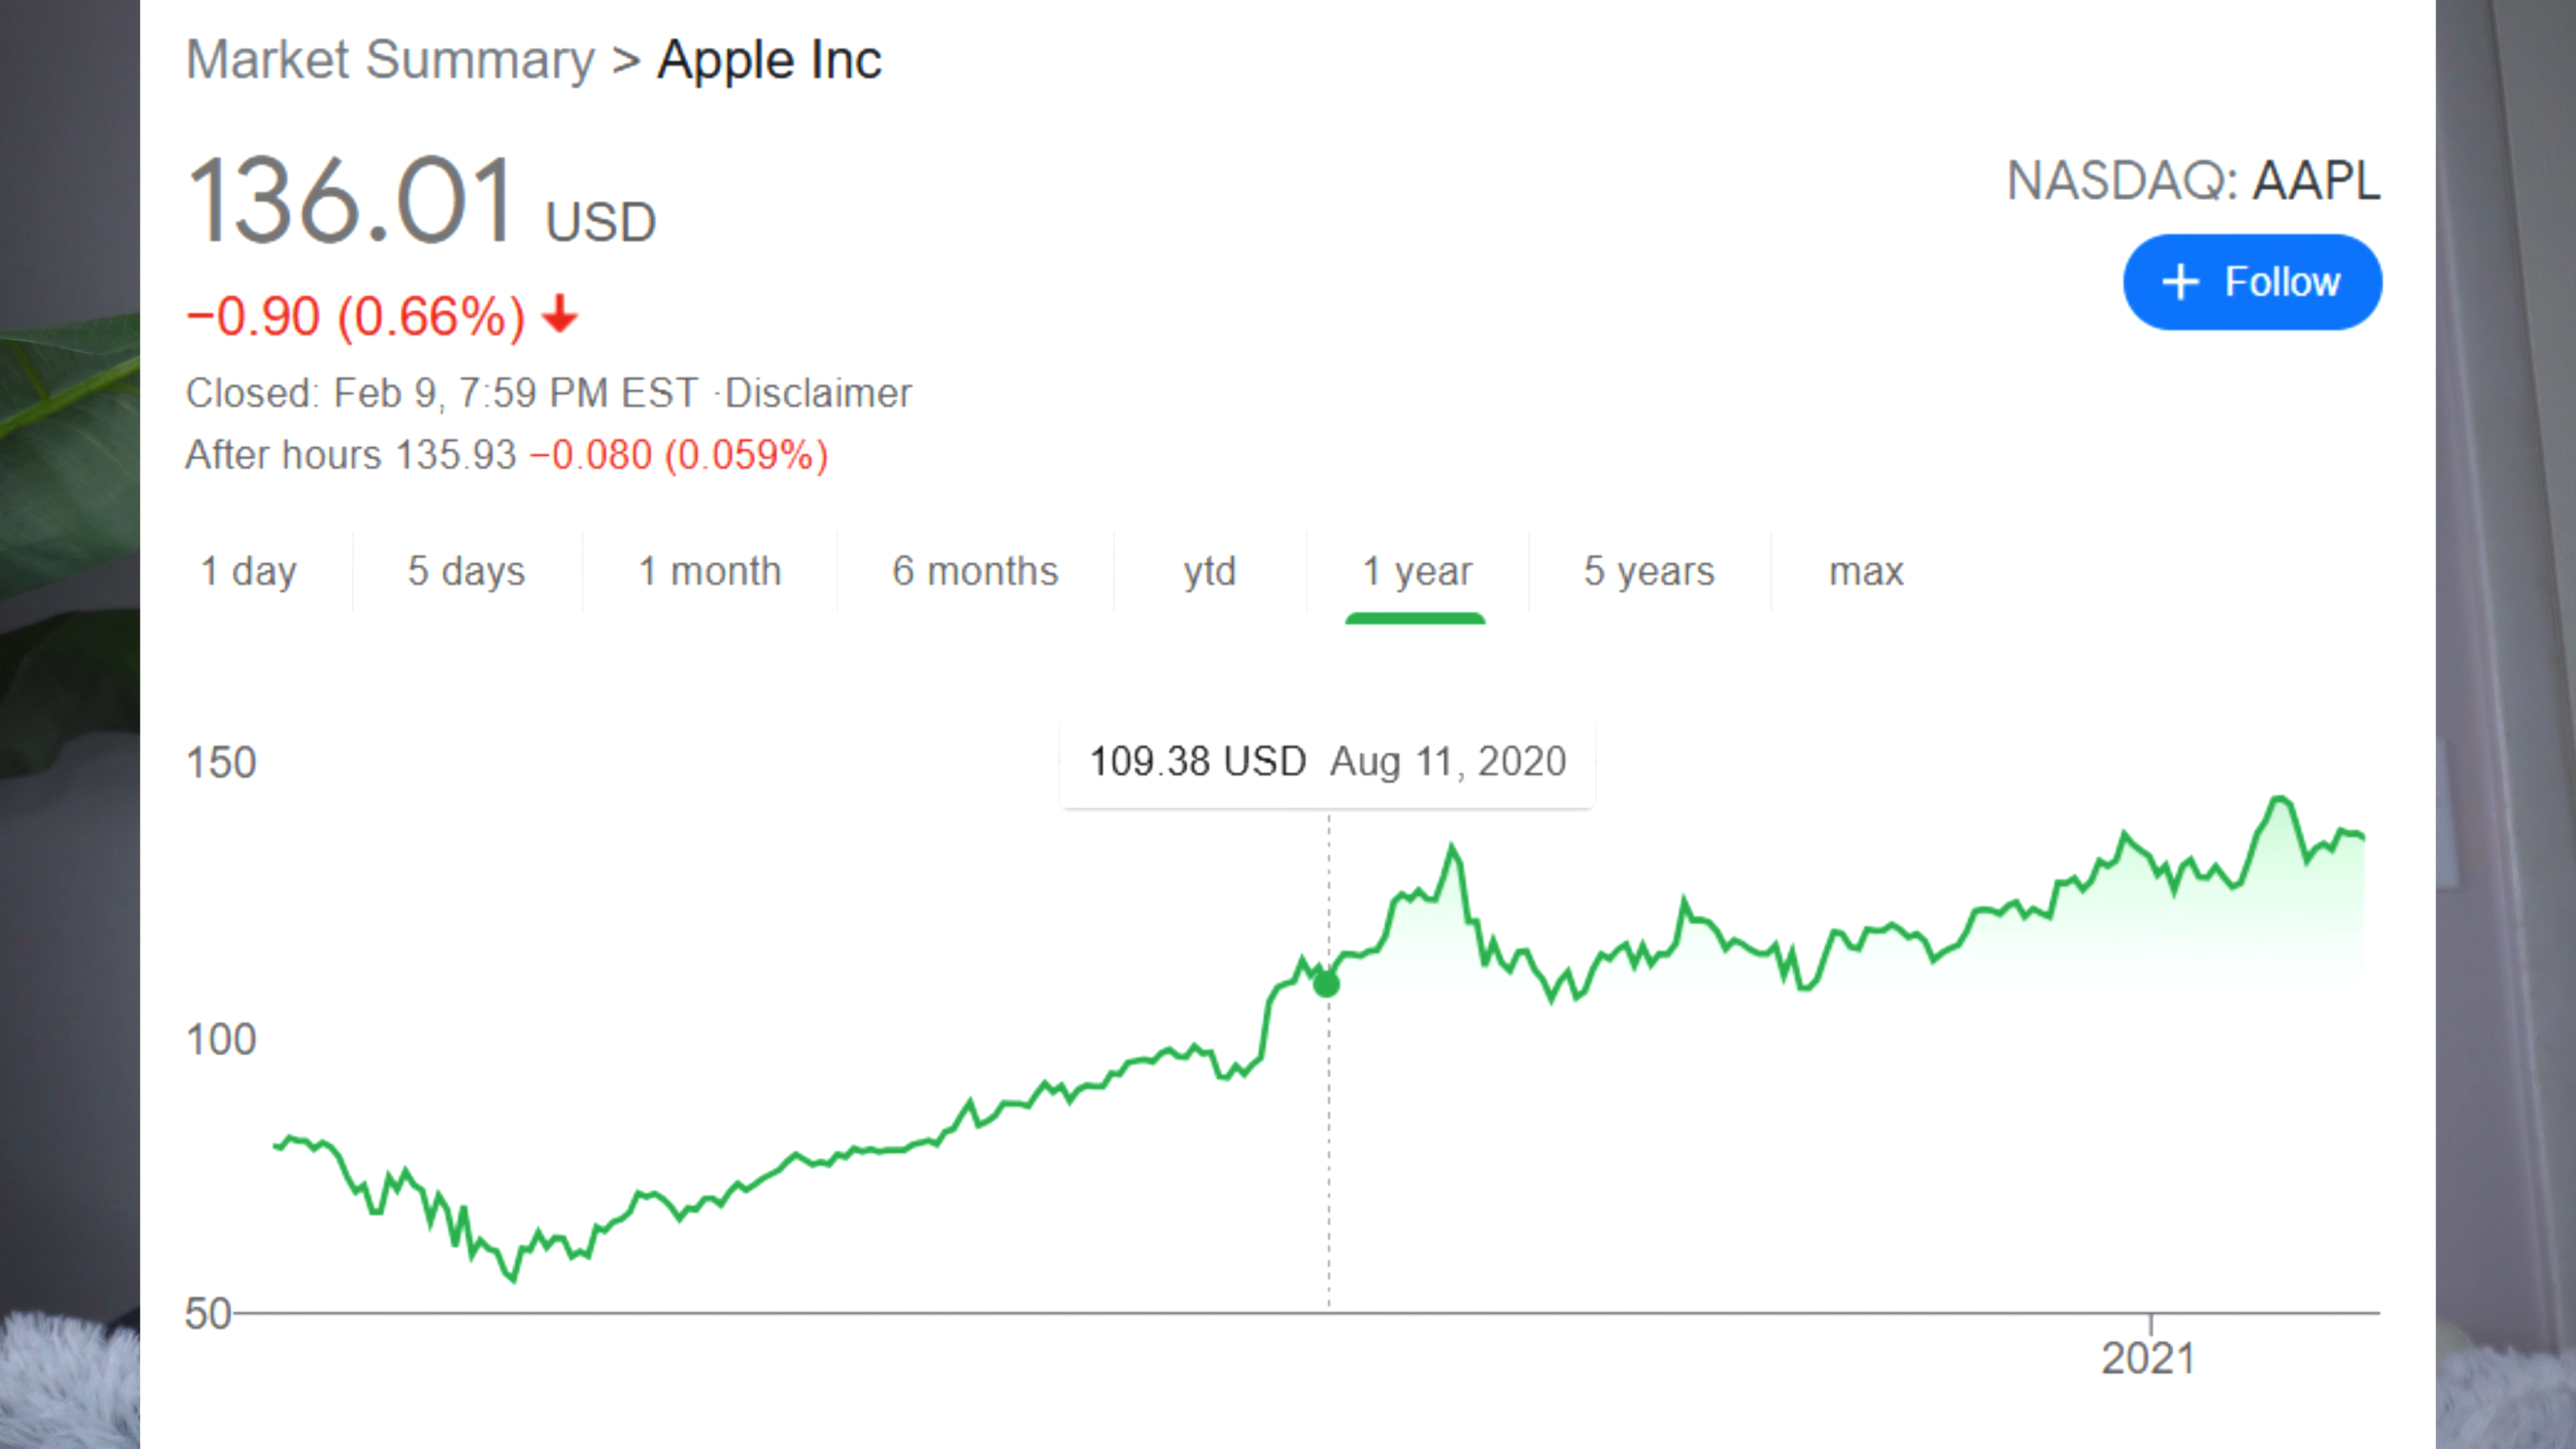 Market Summary > Apple Inc
136.01 USD
NASDAQ: AAPL
+ Follow
−0.90 (0.66%) ↓
Closed: Feb 9, 7:59 PM EST ·Disclaimer
After hours 135.93 −0.080 (0.059%)
1 day 5 days 1 month 6 months ytd 1 year 5 years max
109.38 USD Aug 11, 2020
150
100
50
2021